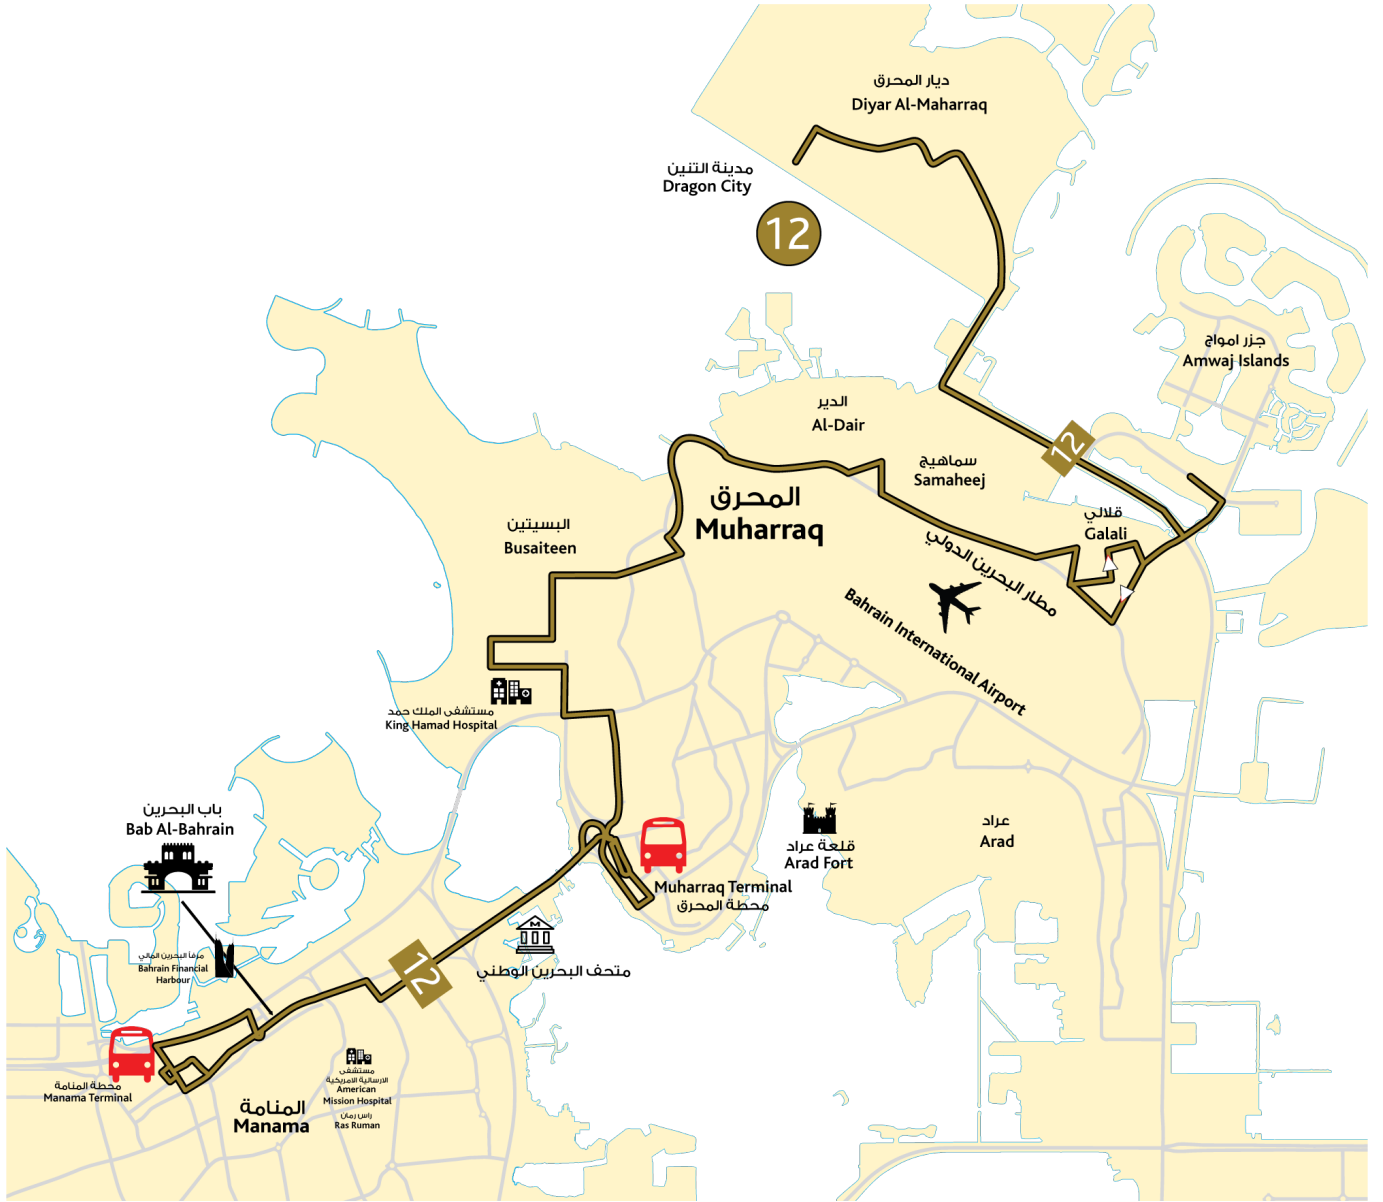 ديار المحرق
Diyar Al-Maharraq
مدينة التنين
Dragon City
12
جزر امواج
Amwaj Islands
الدير
Al-Dair
12
سماهيج
Samaheej
المحرق
Muharraq
قلالي
Galali
البسيتين
Busaiteen
مطار البحرين الدولي
Bahrain International Airport
مستشفى الملك حمد
King Hamad Hospital
باب البحرين
Bab Al-Bahrain
عراد
Arad
قلعة عراد
Arad Fort
Muharraq Terminal
محطة المحرق
M
متحف البحرين الوطني
12
مرفأ البحرين المالي
Bahrain Financial
Harbour
محطة المنامة
Manama Terminal
مستشفى
الارسالية الامريكية
American
Mission Hospital
راس رمان
Ras Ruman
المنامة
Manama